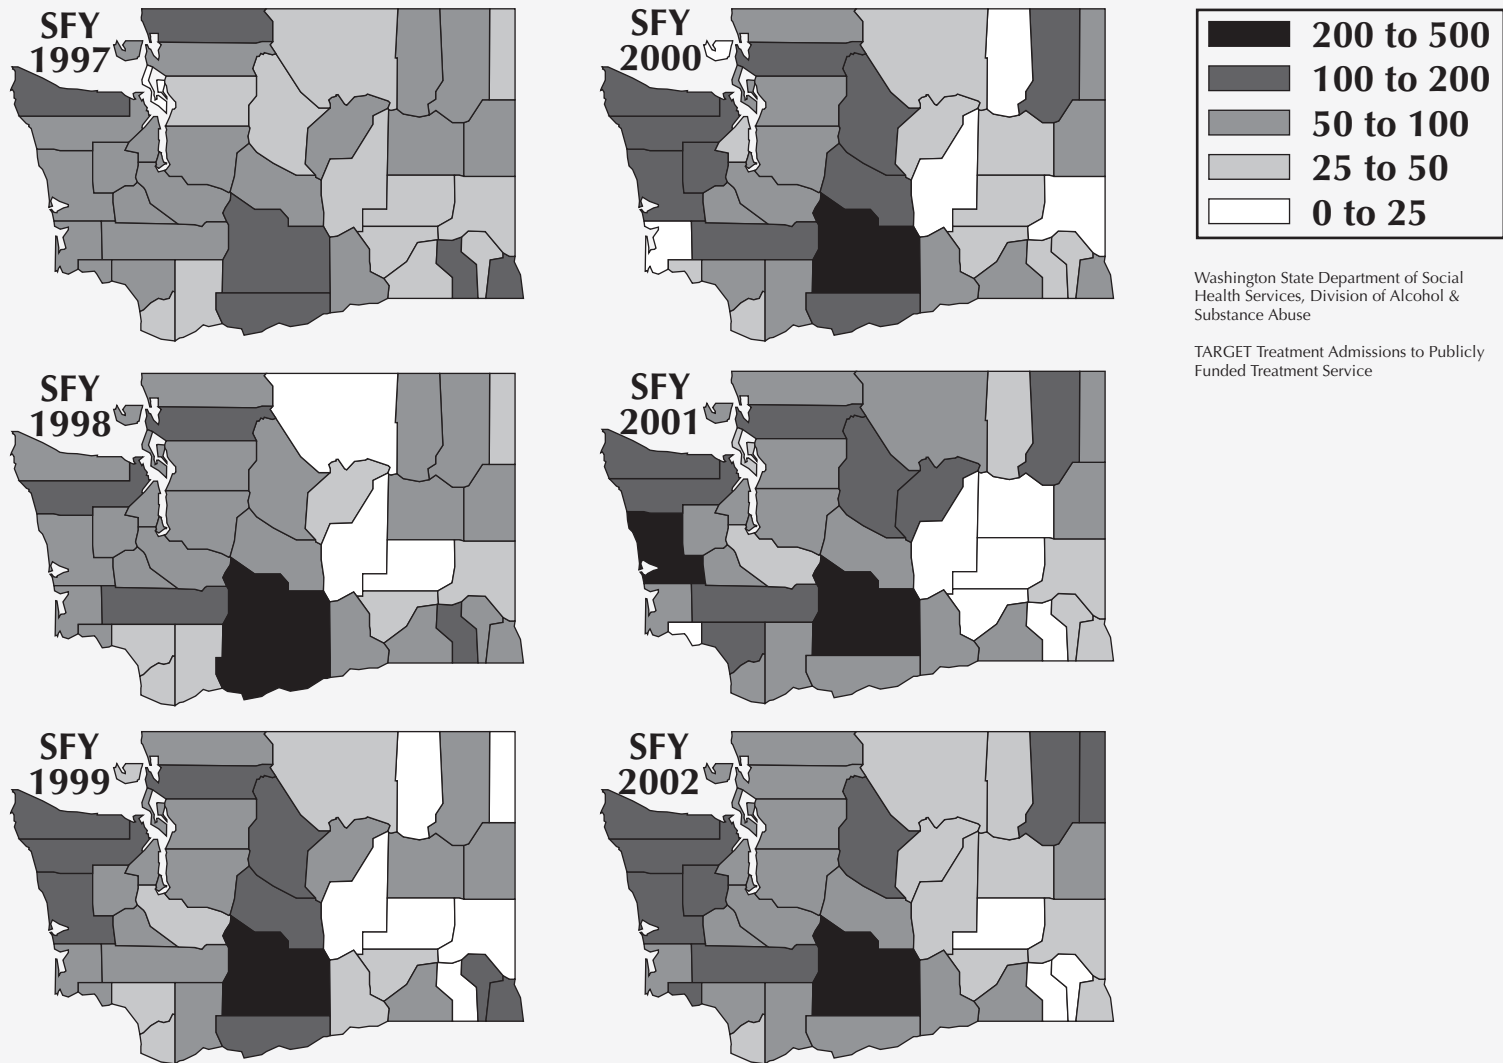 SFY
1997
SFY
2000
200 to 500
100 to 200
50 to 100
25 to 50
0 to 25
Washington State Department of Social
Health Services, Division of Alcohol &
Substance Abuse
TARGET Treatment Admissions to Publicly
Funded Treatment Service
SFY
1998
SFY
2001
SFY
1999
SFY
2002